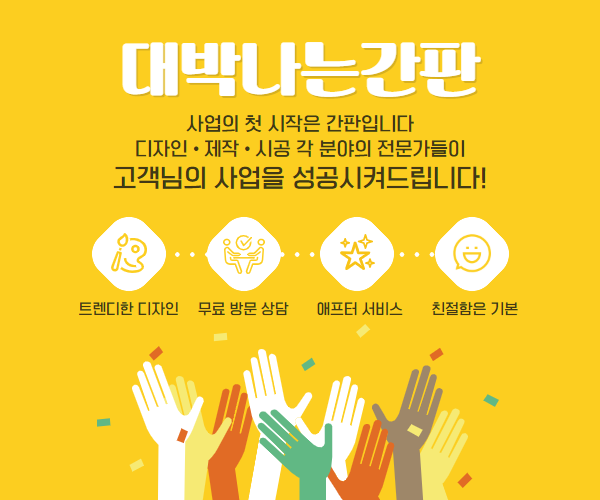 대박나는간판
사업의 첫 시작은 간판입니다
디자인 • 제작 • 시공 각 분야의 전문가들이
고객님의 사업을 성공시켜드립니다!
트렌디한 디자인
무료 방문 상담
애프터 서비스
친절함은 기본